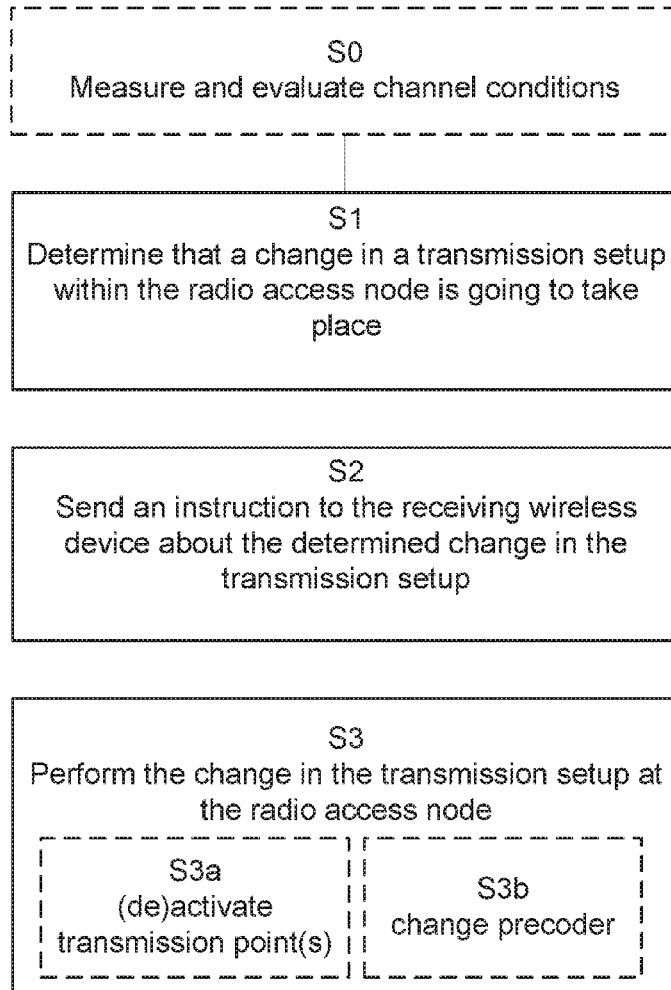 S0
Measure and evaluate channel conditions
S1
Determine that a change in a transmission setup
within the radio access node is going to take
place
S2
Send an instruction to the receiving wireless
device about the determined change in the
transmission setup
S3
Perform the change in the transmission setup at
the radio access node
S3a
(de)activate
transmission point(s)
S3b
change precoder